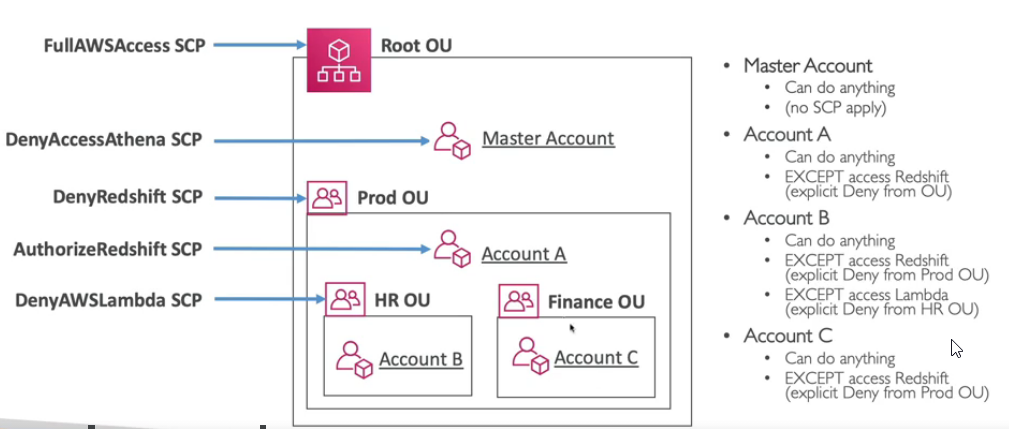 FullAWSAccess SCP
Root OU
DenyAccessAthena SCP
Master Account
DenyRedshift SCP
Prod OU
AuthorizeRedshift SCP
Account A
DenyAWSLambda SCP
HR OU
Finance OU
Account B
Account C
• Master Account
• Can do anything
• (no SCP apply)
• Account A
• Can do anything
• EXCEPT access Redshift
(explicit Deny from OU)
• Account B
• Can do anything
• EXCEPT access Redshift
(explicit Deny from Prod OU)
• EXCEPT access Lambda
(explicit Deny from HR OU)
• Account C
• Can do anything
• EXCEPT access Redshift
(explicit Deny from Prod OU)